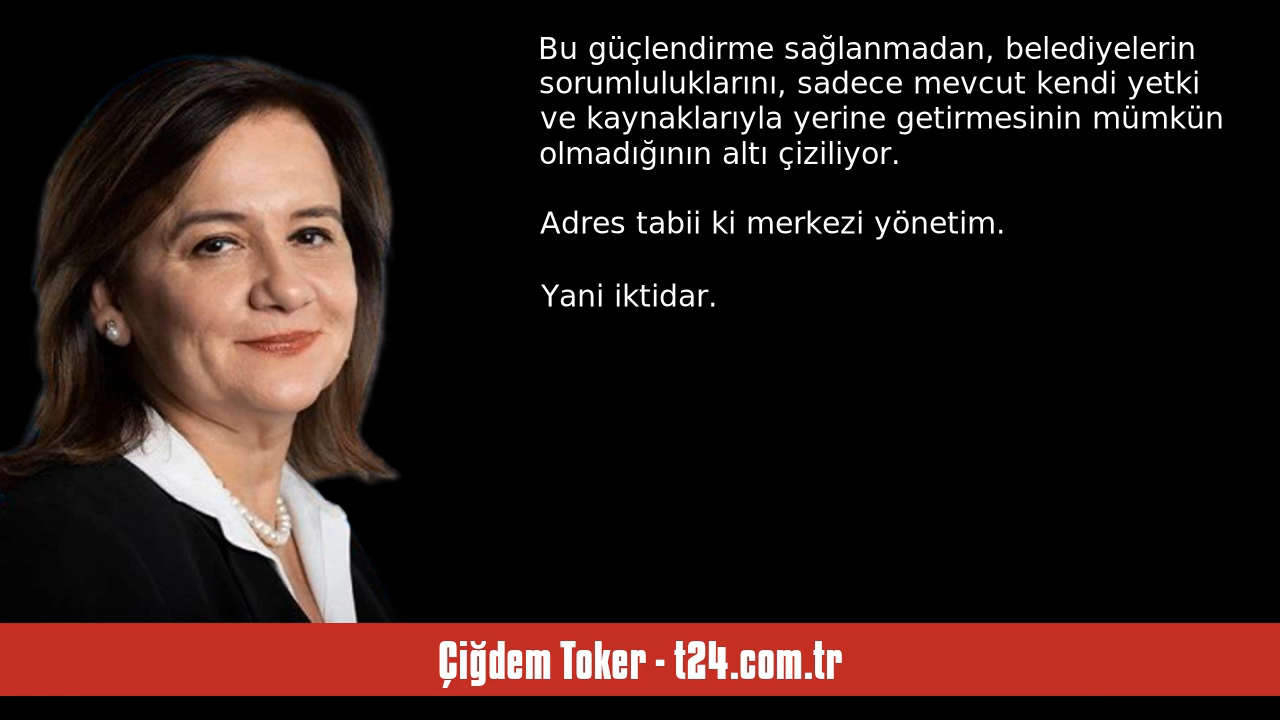 Bu güçlendirme sağlanmadan, belediyelerin
sorumluluklarını, sadece mevcut kendi yetki
ve kaynaklarıyla yerine getirmesinin mümkün
olmadığının altı çiziliyor.
Adres tabii ki merkezi yönetim.
Yani iktidar.
Çiğdem Toker - t24.com.tr